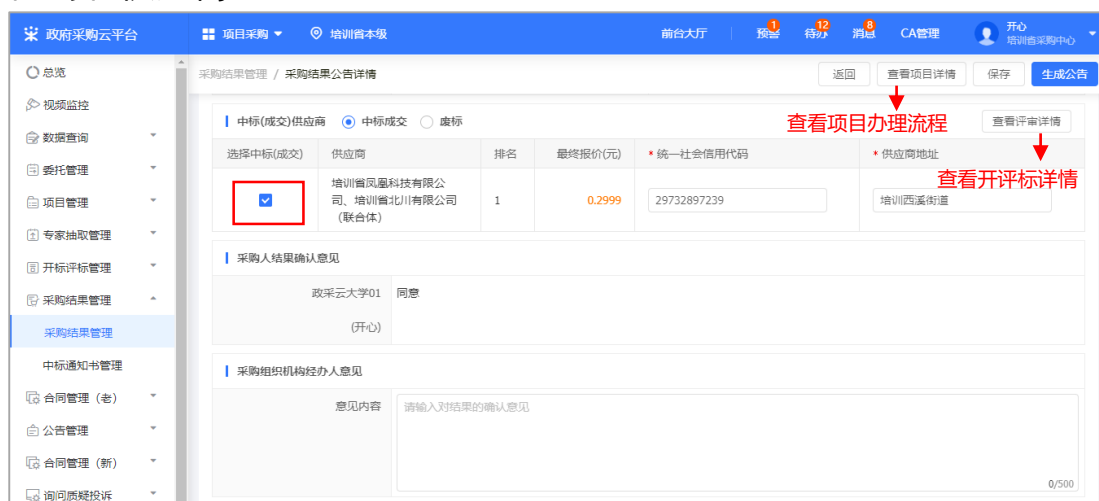 政府采购云平台
项目采购
培训省本级
前台大厅
预警
1
待办
12
消息
8
CA管理
开心
培训省采购中心
总览
视频监控
数据查询
委托管理
项目管理
专家抽取管理
开标评标管理
采购结果管理
采购结果管理
中标通知书管理
合同管理（老）
公告管理
合同管理（新）
询问质疑投诉
采购结果管理 / 采购结果公告详情
返回
查看项目详情
保存
生成公告
中标(成交)供应商
中标成交
废标
查看项目办理流程
查看评审详情
选择中标(成交)
供应商
排名
最终报价(元)
* 统一社会信用代码
* 供应商地址
查看开评标详情
培训省凤凰科技有限公
司、培训省北川有限公司
（联合体）
1
0.2999
29732897239
培训西溪街道
采购人结果确认意见
政采云大学01
同意
(开心)
采购组织机构经办人意见
意见内容
请输入对结果的确认意见
0/500